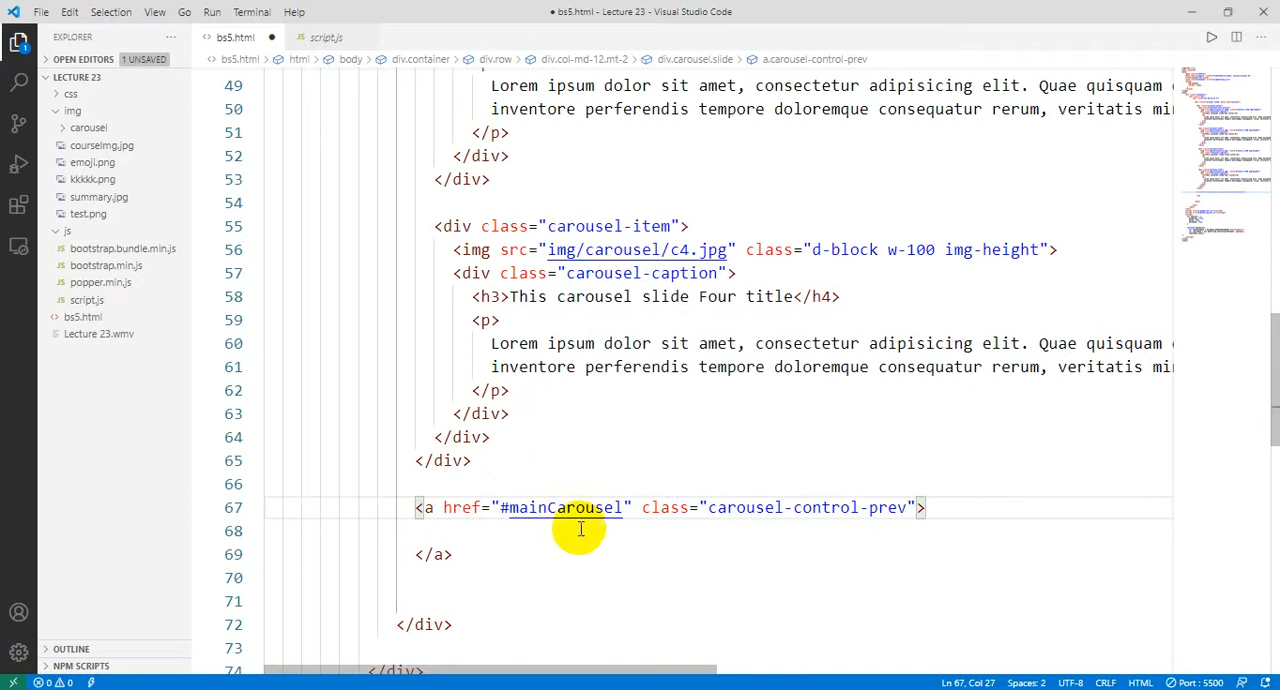 File Edit Selection View Go Run Terminal Help
● bs5.html - Lecture 23 - Visual Studio Code
EXPLORER
OPEN EDITORS 1 UNSAVED
LECTURE 23
css
img
carousel
courseimg.jpg
emoji.png
kkkkk.png
summary.jpg
test.png
js
bootstrap.bundle.min.js
bootstrap.min.js
popper.min.js
script.js
bs5.html
Lecture 23.wmv
OUTLINE
NPM SCRIPTS
bs5.html ● script.js
bs5.html > html > body > div.container > div.row > div.col-md-12.mt-2 > div.carousel.slide > a.carousel-control-prev
49 Lorem ipsum dolor sit amet, consectetur adipisicing elit. Quae quisquam
50 inventore perferendis tempore doloremque consequatur rerum, veritatis
51 </p>
52 </div>
53 </div>
54
55 <div class="carousel-item">
56 <img src="img/carousel/c4.jpg" class="d-block w-100 img-height">
57 <div class="carousel-caption">
58 <h3>This carousel slide Four title</h4>
59 <p>
60 Lorem ipsum dolor sit amet, consectetur adipisicing elit. Quae quisquam
61 inventore perferendis tempore doloremque consequatur rerum, veritatis
62 </p>
63 </div>
64 </div>
65 </div>
66
67 <a href="#mainCarousel" class="carousel-control-prev">
68
69 </a>
70
71
72 </div>
73
74 </div>
0 0 Ln 67, Col 27 Spaces: 2 UTF-8 CRLF HTML Port : 5500